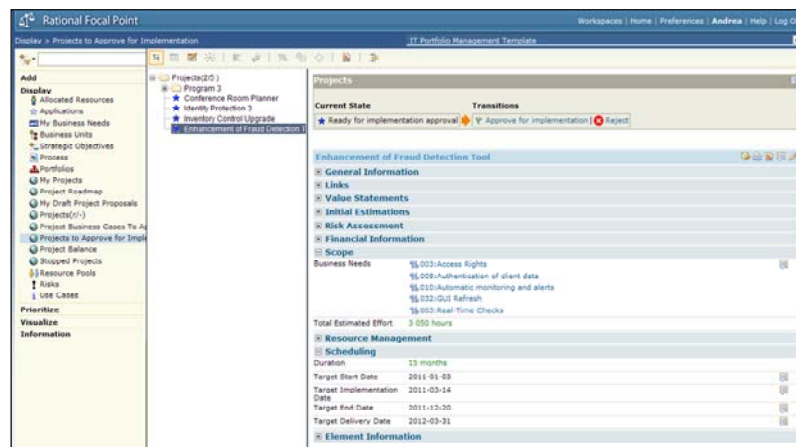 Rational Focal Point
Workspaces | Home | Preferences | Andrea | Help | Log O
Display > Projects to Approve for Implementation
IT Portfolio Management Template
Add
Display
Allocated Resources
Applications
My Business Needs
Business Units
Strategic Objectives
Process
Portfolios
My Projects
Project Roadmap
My Draft Project Proposals
Projects(r/-)
Project Business Cases To Ap
Projects to Approve for Imple
Project Balance
Stopped Projects
Resource Pools
Risks
Use Cases
Prioritize
Visualize
Information
Projects(2/5)
Program 3
Conference Room Planner
Identity Protection 3
Inventory Control Upgrade
Enhancement of Fraud Detection T
Projects
Current State
Transitions
Ready for implementation approval
Approve for implementation | Reject
Enhancement of Fraud Detection Tool
General Information
Links
Value Statements
Initial Estimations
Risk Assessment
Financial Information
Scope
Business Needs
003:Access Rights
008:Authentication of client data
010:Automatic monitoring and alerts
032:GUI Refresh
Real-Time Checks
Total Estimated Effort
3 050 hours
Resource Management
Scheduling
Duration
15 months
Target Start Date
2011-01-03
Target Implementation Date
2011-03-14
Target End Date
2011-12-20
Target Delivery Date
2012-03-31
Element Information